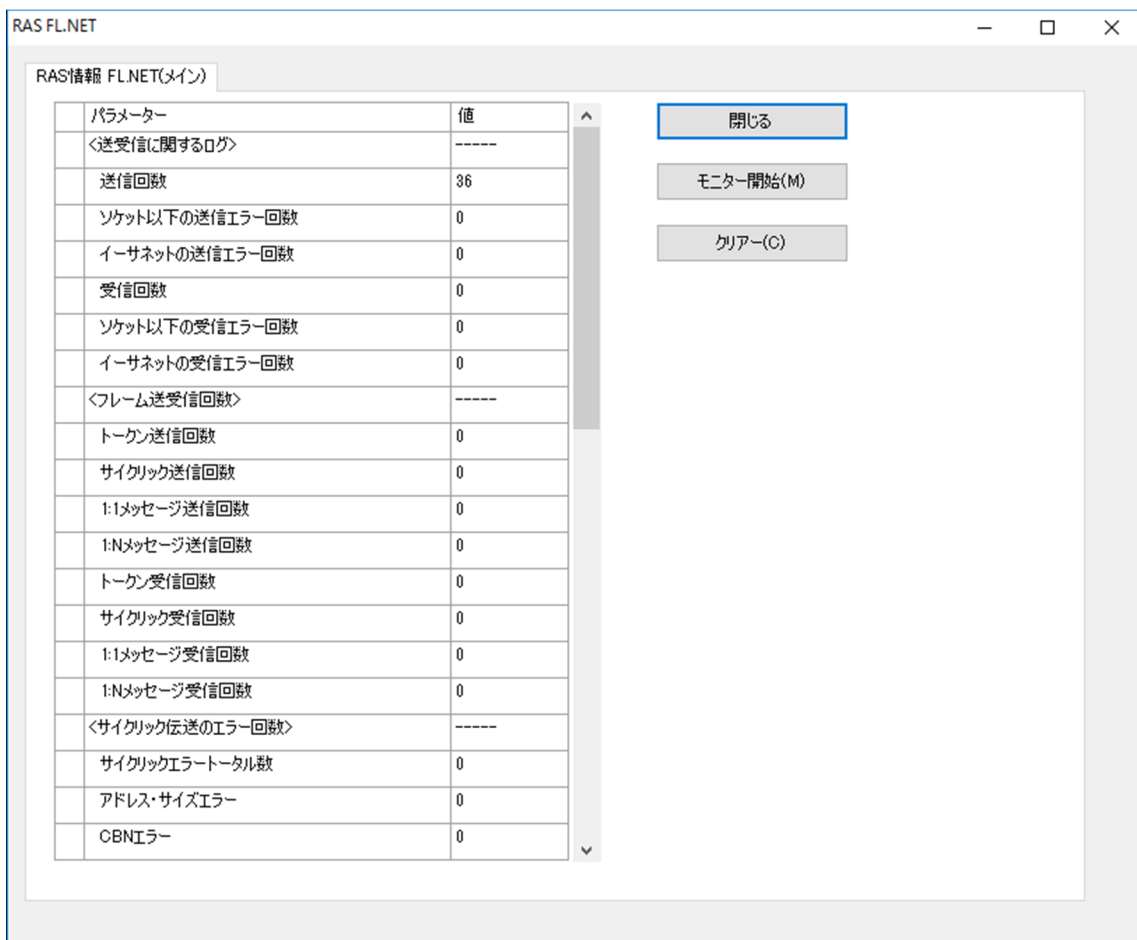 RAS FL.NET
RAS情報 FL.NET(メイン)
パラメーター 値
<送受信に関するログ> -----
送信回数 36
ソケット以下の送信エラー回数 0
イーサネットの送信エラー回数 0
受信回数 0
ソケット以下の受信エラー回数 0
イーサネットの受信エラー回数 0
<フレーム送受信回数> -----
トークン送信回数 0
サイクリック送信回数 0
1:1メッセージ送信回数 0
1:Nメッセージ送信回数 0
トークン受信回数 0
サイクリック受信回数 0
1:1メッセージ受信回数 0
1:Nメッセージ受信回数 0
<サイクリック伝送のエラー回数> -----
サイクリックエラートータル数 0
アドレス・サイズエラー 0
CBNエラー 0
閉じる
モニター開始(M)
クリアー(C)